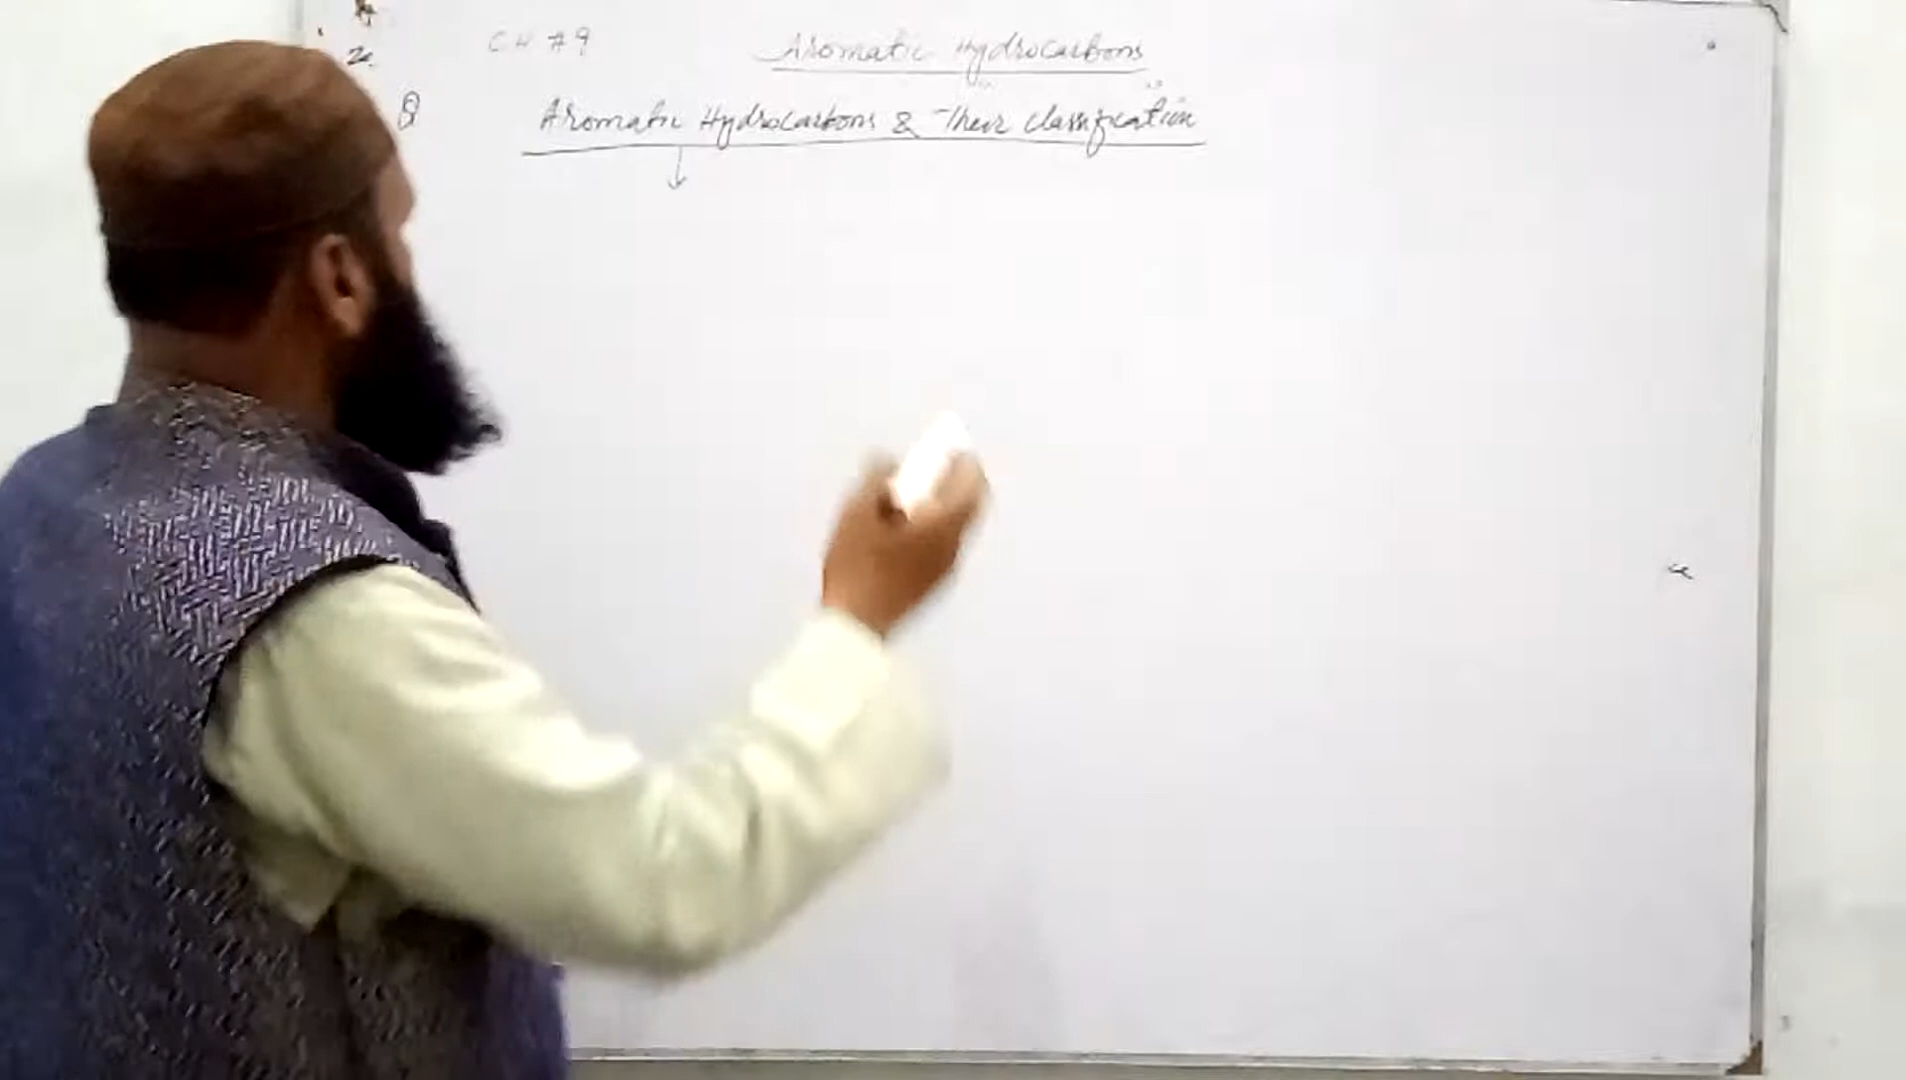 CH #9 Aromatic Hydrocarbons
Q Aromatic Hydrocarbons & Their classification